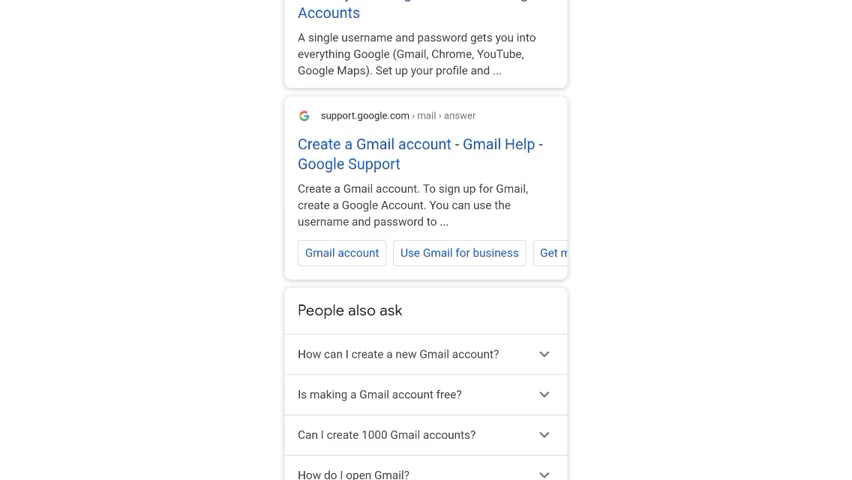 Accounts
A single username and password gets you into
everything Google (Gmail, Chrome, YouTube,
Google Maps). Set up your profile and ...
support.google.com › mail › answer
Create a Gmail account - Gmail Help -
Google Support
Create a Gmail account. To sign up for Gmail,
create a Google Account. You can use the
username and password to ...
Gmail account Use Gmail for business Get
People also ask
How can I create a new Gmail account?
Is making a Gmail account free?
Can I create 1000 Gmail accounts?
How do I open Gmail?